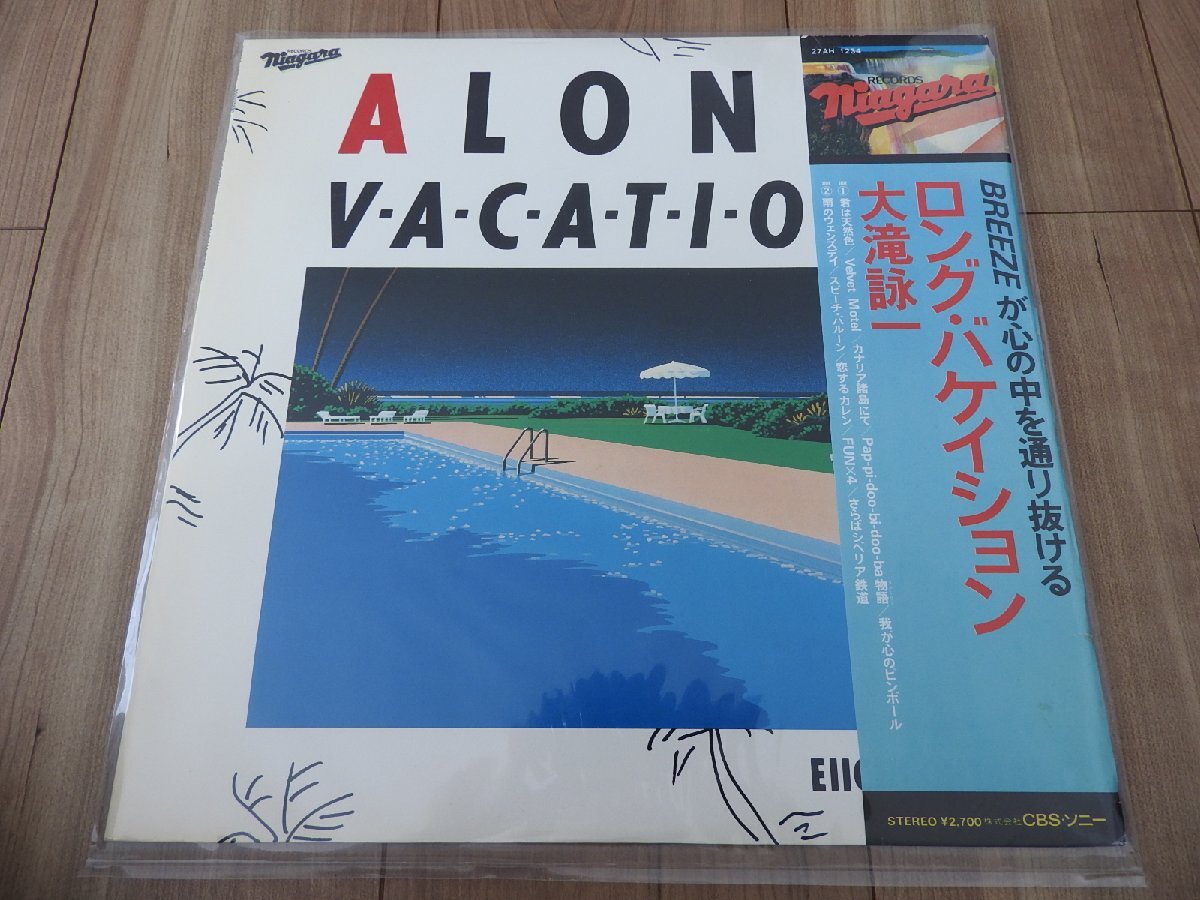 RECORDS
Niagara
A LON
V·A·C·A·T·I·O
EIIC
27AH 1234
RECORDS
Niagara
BREEZEが心の中を通り抜ける
ロング・バケイション
大滝詠一
①君は天然色/Velvet Motel/カナリア諸島にて/Pap-pi-doo-bi-doo-ba物語/我が心のピンボール
②雨のウェンズデイ/スピーチ・バルーン/恋するカレン/FUN×4/さらばシベリア鉄道
STEREO ¥2,700 株式会社 CBS・ソニー